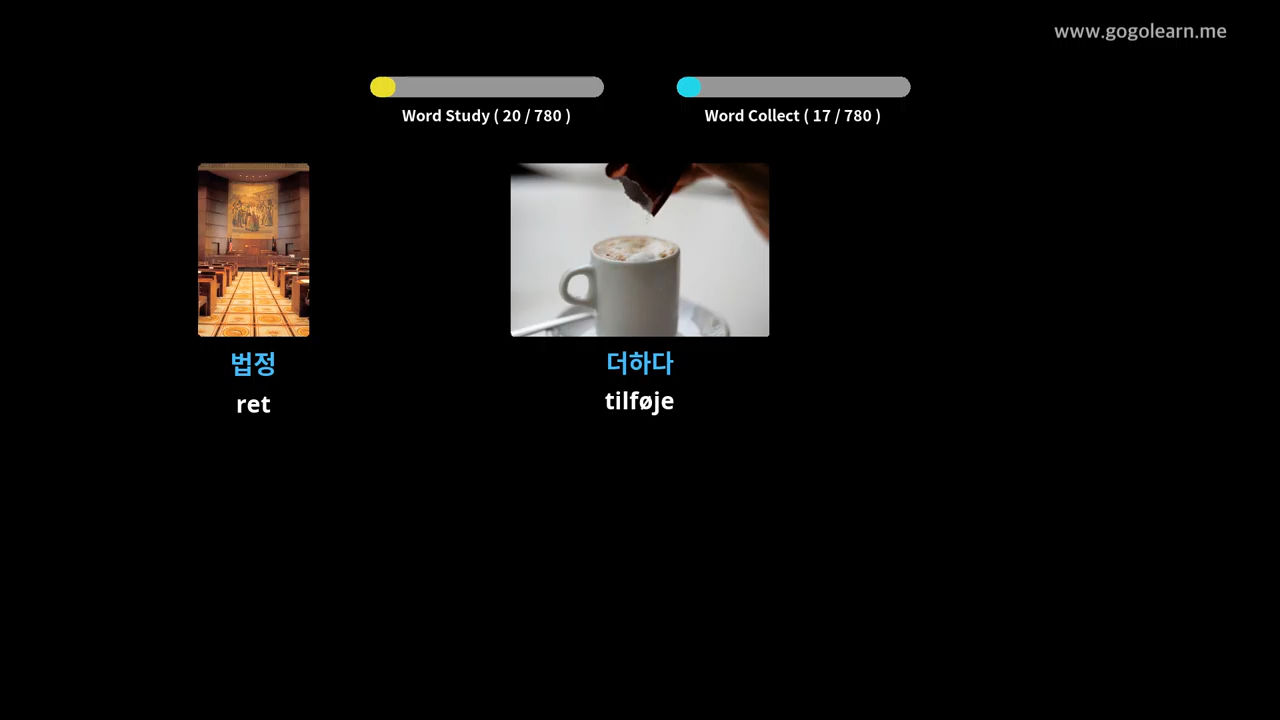 www.gogolearn.me
Word Study ( 20 / 780 )
Word Collect ( 17 / 780 )
법정
ret
더하다
tilføje